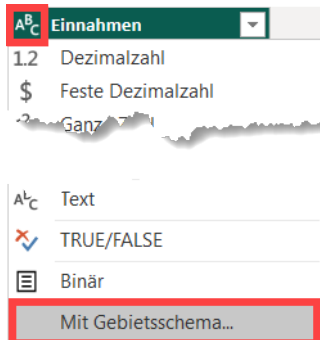 ABC Einnahmen
1.2 Dezimalzahl
$ Feste Dezimalzahl
ABC Text
TRUE/FALSE
Binär
Mit Gebietsschema...